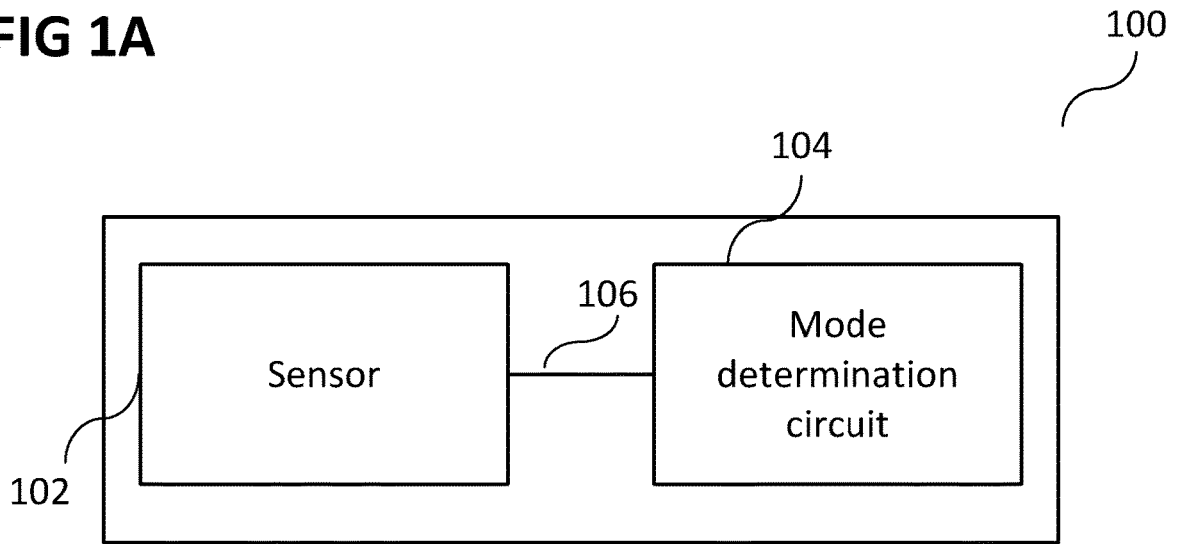 FIG 1A
100
104
106
Sensor
Mode
determination
circuit
102